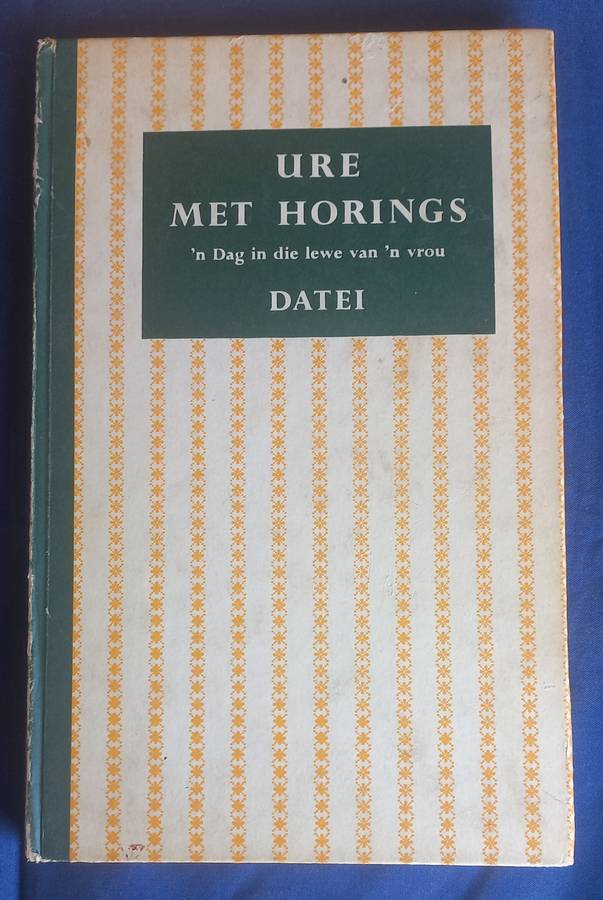 URE
MET HORINGS
'n Dag in die lewe van 'n vrou
DATEI